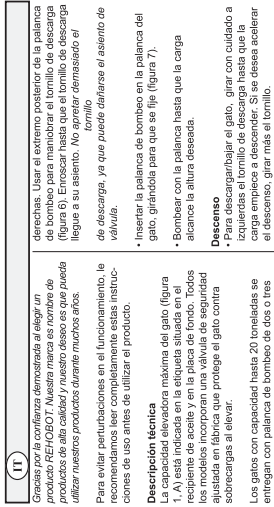 IT
Gracias por la confianza demostrada al elegir un
producto REHOBOT. Nuestra marca es nombre de
productos de alta calidad y nuestro deseo es que pueda
utilizar nuestros productos durante muchos años.
Para evitar perturbaciones en el funcionamiento, le
recomendamos leer completamente estas instruc-
ciones de uso antes de utilizar el producto.
Descripción técnica
La capacidad elevadora máxima del gato (figura
1, A) está indicada en la etiqueta situada en el
recipiente de aceite y en la placa de fondo. Todos
los modelos incorporan una válvula de seguridad
ajustada en fábrica que protege el gato contra
sobrecargas al elevar.
Los gatos con capacidad hasta 20 toneladas se
entregan con palanca de bombeo de dos o tres
derechas. Usar el extremo posterior de la palanca
de bombeo para maniobrar el tornillo de descarga
(figura 6). Enroscar hasta que el tornillo de descarga
llegue a su asiento. No apretar demasiado el
tornillo
de descarga, ya que puede dañarse el asiento de
válvula.
• Insertar la palanca de bombeo en la palanca del
gato, girándola para que se fije (figura 7).
• Bombear con la palanca hasta que la carga
alcance la altura deseada.
Descenso
• Para descargar/bajar el gato, girar con cuidado a
izquierdas el tornillo de descarga hasta que la
carga empiece a descender. Si se desea acelerar
el descenso, girar más el tornillo.